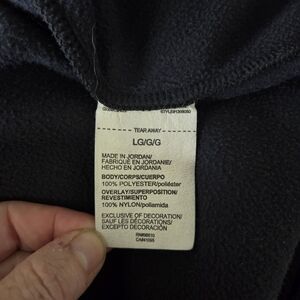 TEAR AWAY
LG/G/G
MADE IN JORDAN/
FABRIQUÉ EN JORDANIE/
HECHO EN JORDANIA
BODY/CORPS/CUERPO
100% POLYESTER/poliéster
OVERLAY/SUPERPOSITION/
REVESTIMIENTO
100% NYLON/poliamida
EXCLUSIVE OF DECORATION/
SAUF LES DÉCORATIONS/
EXCEPTO DECORACIÓN